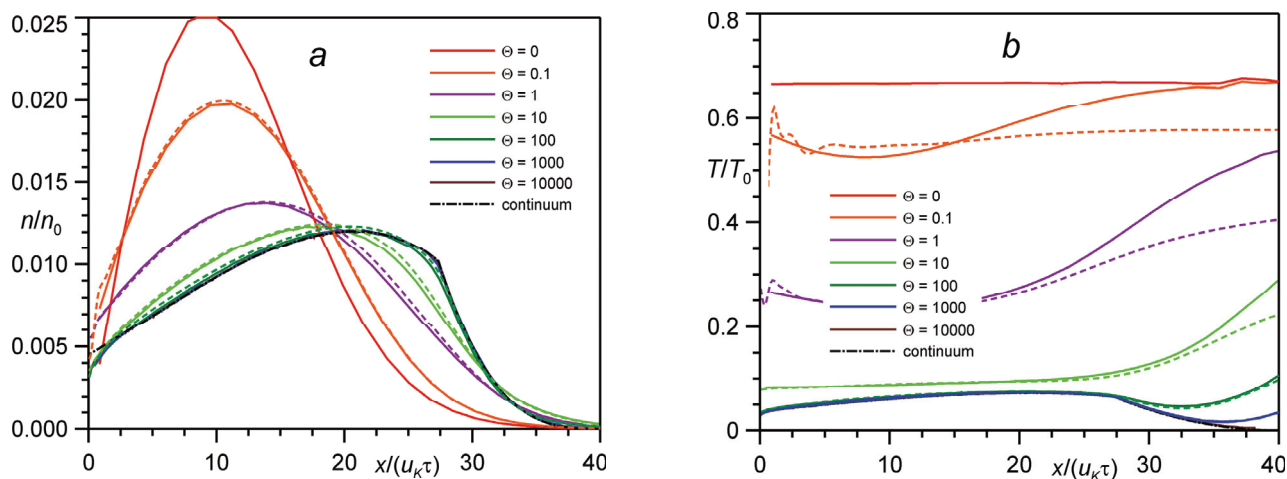 a
0.025
0.020
0.015
n/n₀
0.010
0.005
0.000
0
10
20
30
40
x/(u_Kτ)
Θ = 0
Θ = 0.1
Θ = 1
Θ = 10
Θ = 100
Θ = 1000
Θ = 10000
continuum
b
0.8
0.6
T/T₀
0.4
0.2
0
0
10
20
30
40
x/(u_Kτ)
Θ = 0
Θ = 0.1
Θ = 1
Θ = 10
Θ = 100
Θ = 1000
Θ = 10000
continuum